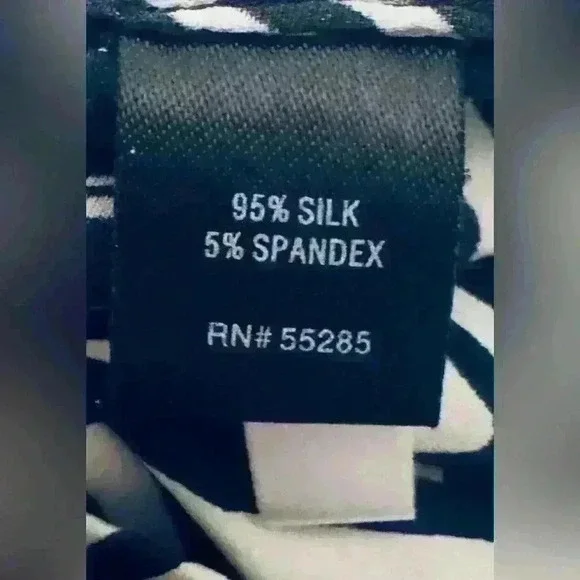 95% SILK
5% SPANDEX
RN# 55285